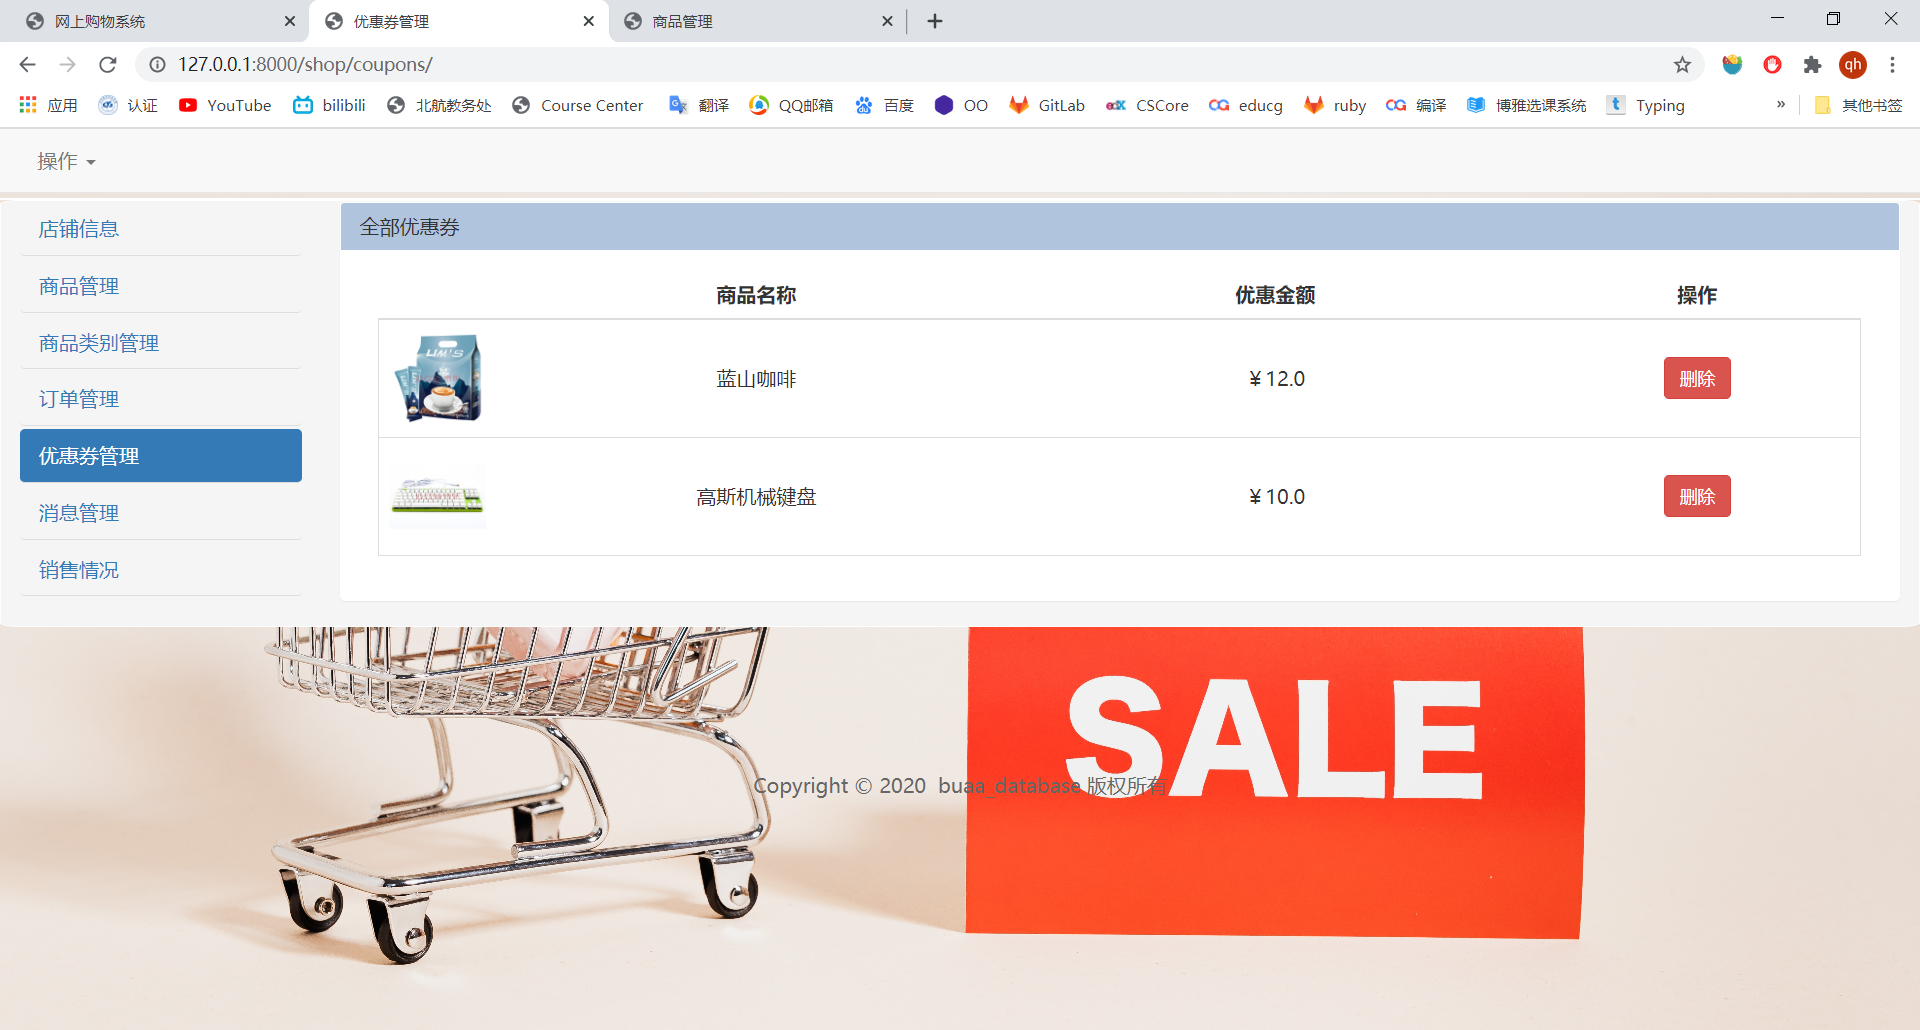 网上购物系统
优惠券管理
商品管理
127.0.0.1:8000/shop/coupons/
qh
应用
认证
YouTube
bilibili
北航教务处
Course Center
翻译
QQ邮箱
百度
OO
GitLab
CSCore
educg
ruby
编译
博雅选课系统
Typing
»
其他书签
操作
店铺信息
商品管理
商品类别管理
订单管理
优惠券管理
消息管理
销售情况
全部优惠券
商品名称 优惠金额 操作
蓝山咖啡 ¥ 12.0 删除
高斯机械键盘 ¥ 10.0 删除
SALE
Copyright © 2020 buaa_database 版权所有